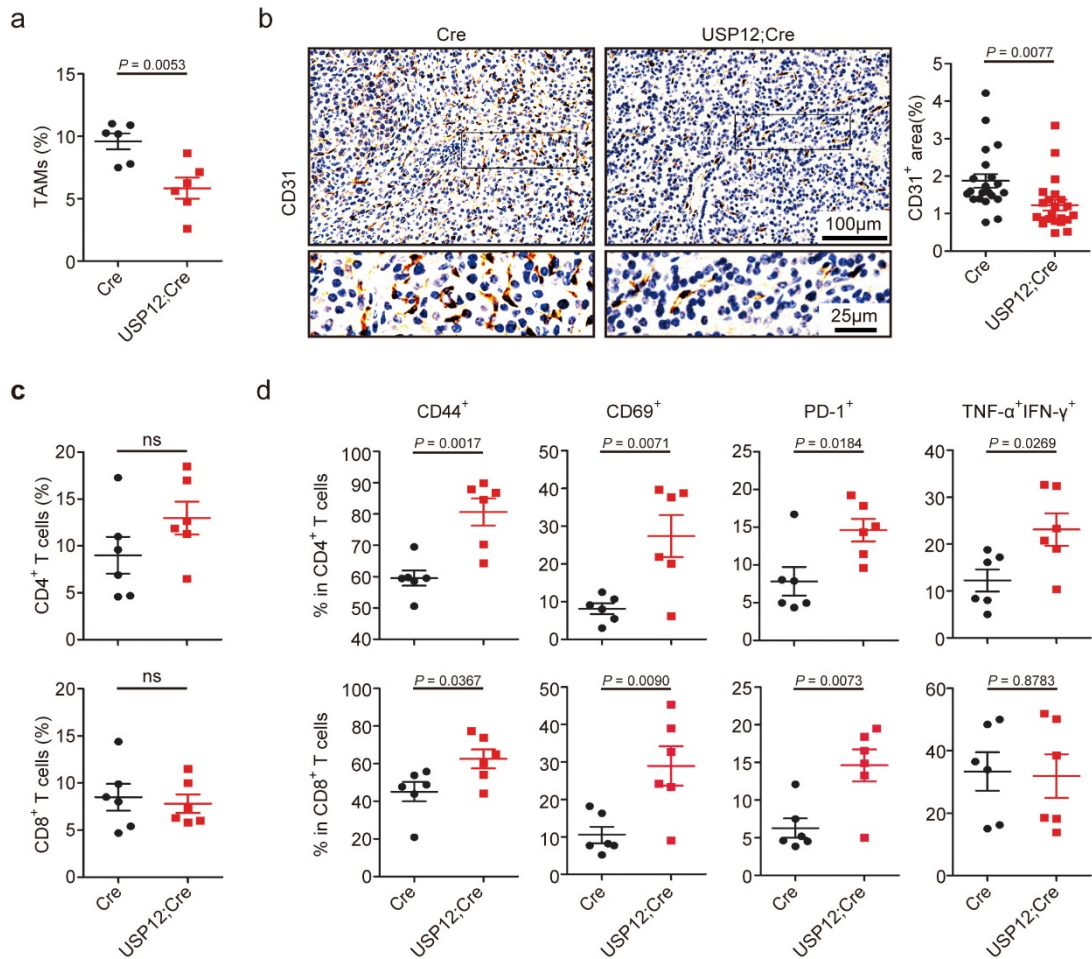 a
P = 0.0053
TAMs (%)
15
10
5
0
Cre
USP12;Cre
b
Cre
USP12;Cre
CD31
100μm
25μm
P = 0.0077
CD31+ area(%)
5
4
3
2
1
0
Cre
USP12;Cre
c
ns
CD4+ T cells (%)
20
15
10
5
0
ns
CD8+ T cells (%)
20
15
10
5
0
Cre
USP12;Cre
d
CD44+
CD69+
PD-1+
TNF-α+IFN-γ+
P = 0.0017
P = 0.0071
P = 0.0184
P = 0.0269
% in CD4+ T cells
100
90
80
70
60
50
40
50
40
30
20
10
0
25
20
15
10
5
0
40
30
20
10
0
P = 0.0367
P = 0.0090
P = 0.0073
P = 0.8783
% in CD8+ T cells
100
80
60
40
20
0
50
40
30
20
10
0
25
20
15
10
5
0
60
40
20
0
Cre
USP12;Cre
Cre
USP12;Cre
Cre
USP12;Cre
Cre
USP12;Cre